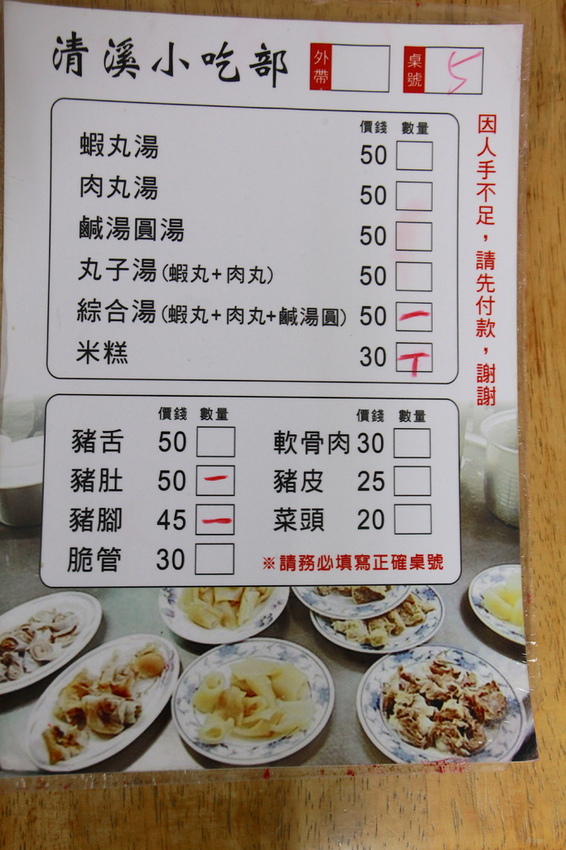 清溪小吃部 外帶 桌號 5
價錢 數量
蝦丸湯 50
肉丸湯 50
鹹湯圓湯 50
丸子湯(蝦丸+肉丸) 50
綜合湯(蝦丸+肉丸+鹹湯圓) 50 一
米糕 30 T
因人手不足，請先付款，謝謝
價錢 數量 價錢 數量
豬舌 50 軟骨肉 30
豬肚 50 一 豬皮 25
豬腳 45 一 菜頭 20
脆管 30 ※請務必填寫正確桌號